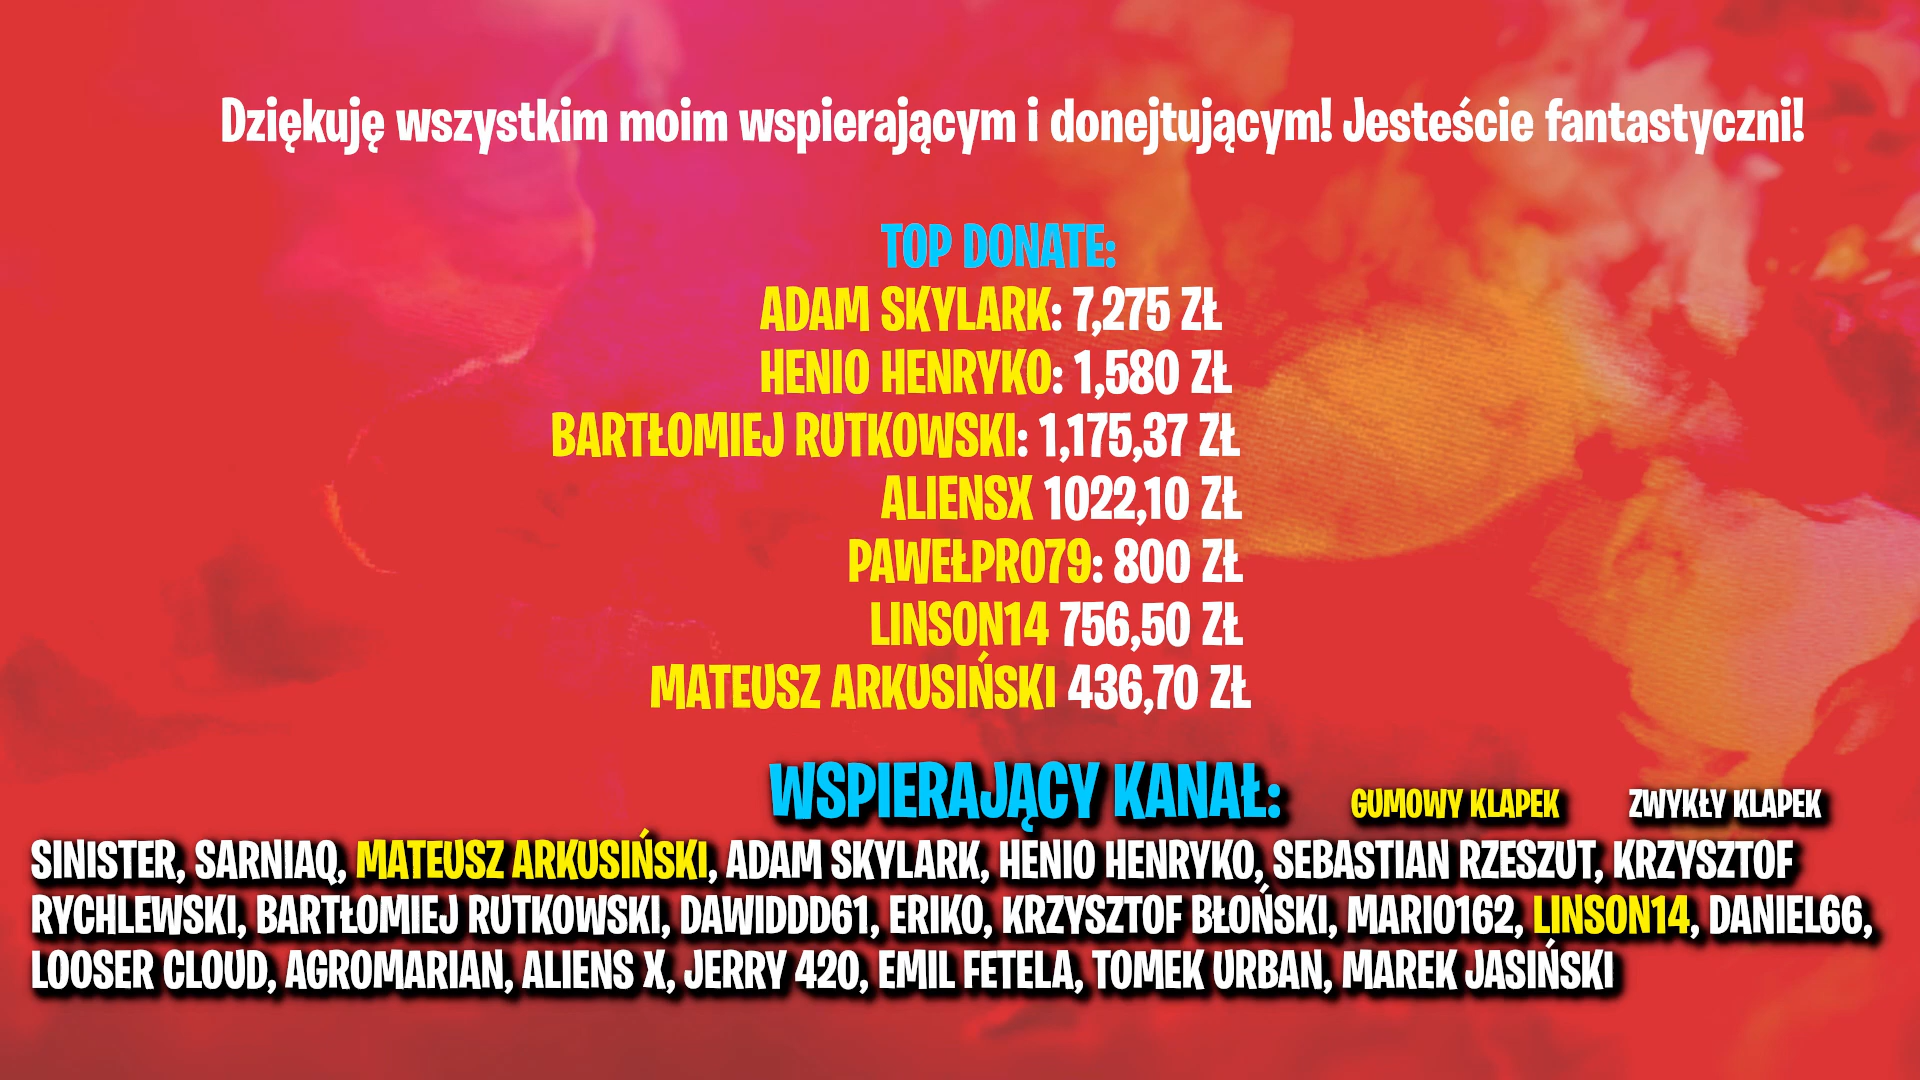 Dziękuję wszystkim moim wspierającym i donejtującym! Jesteście fantastyczni!
TOP DONATE:
ADAM SKYLARK: 7,275 ZŁ
HENIO HENRYKO: 1,580 ZŁ
BARTŁOMIEJ RUTKOWSKI: 1,175,37 ZŁ
ALIENSX 1022,10 ZŁ
PAWEŁPRO79: 800 ZŁ
LINSON14 756,50 ZŁ
MATEUSZ ARKUSIŃSKI 436,70 ZŁ
WSPIERAJĄCY KANAŁ: GUMOWY KLAPEK ZWYKŁY KLAPEK
SINISTER, SARNIAQ, MATEUSZ ARKUSIŃSKI, ADAM SKYLARK, HENIO HENRYKO, SEBASTIAN RZESZUT, KRZYSZTOF
RYCHLEWSKI, BARTŁOMIEJ RUTKOWSKI, DAWIDDD61, ERIKO, KRZYSZTOF BŁOŃSKI, MARIO162, LINSON14, DANIEL66,
LOOSER CLOUD, AGROMARIAN, ALIENS X, JERRY 420, EMIL FETELA, TOMEK URBAN, MAREK JASIŃSKI